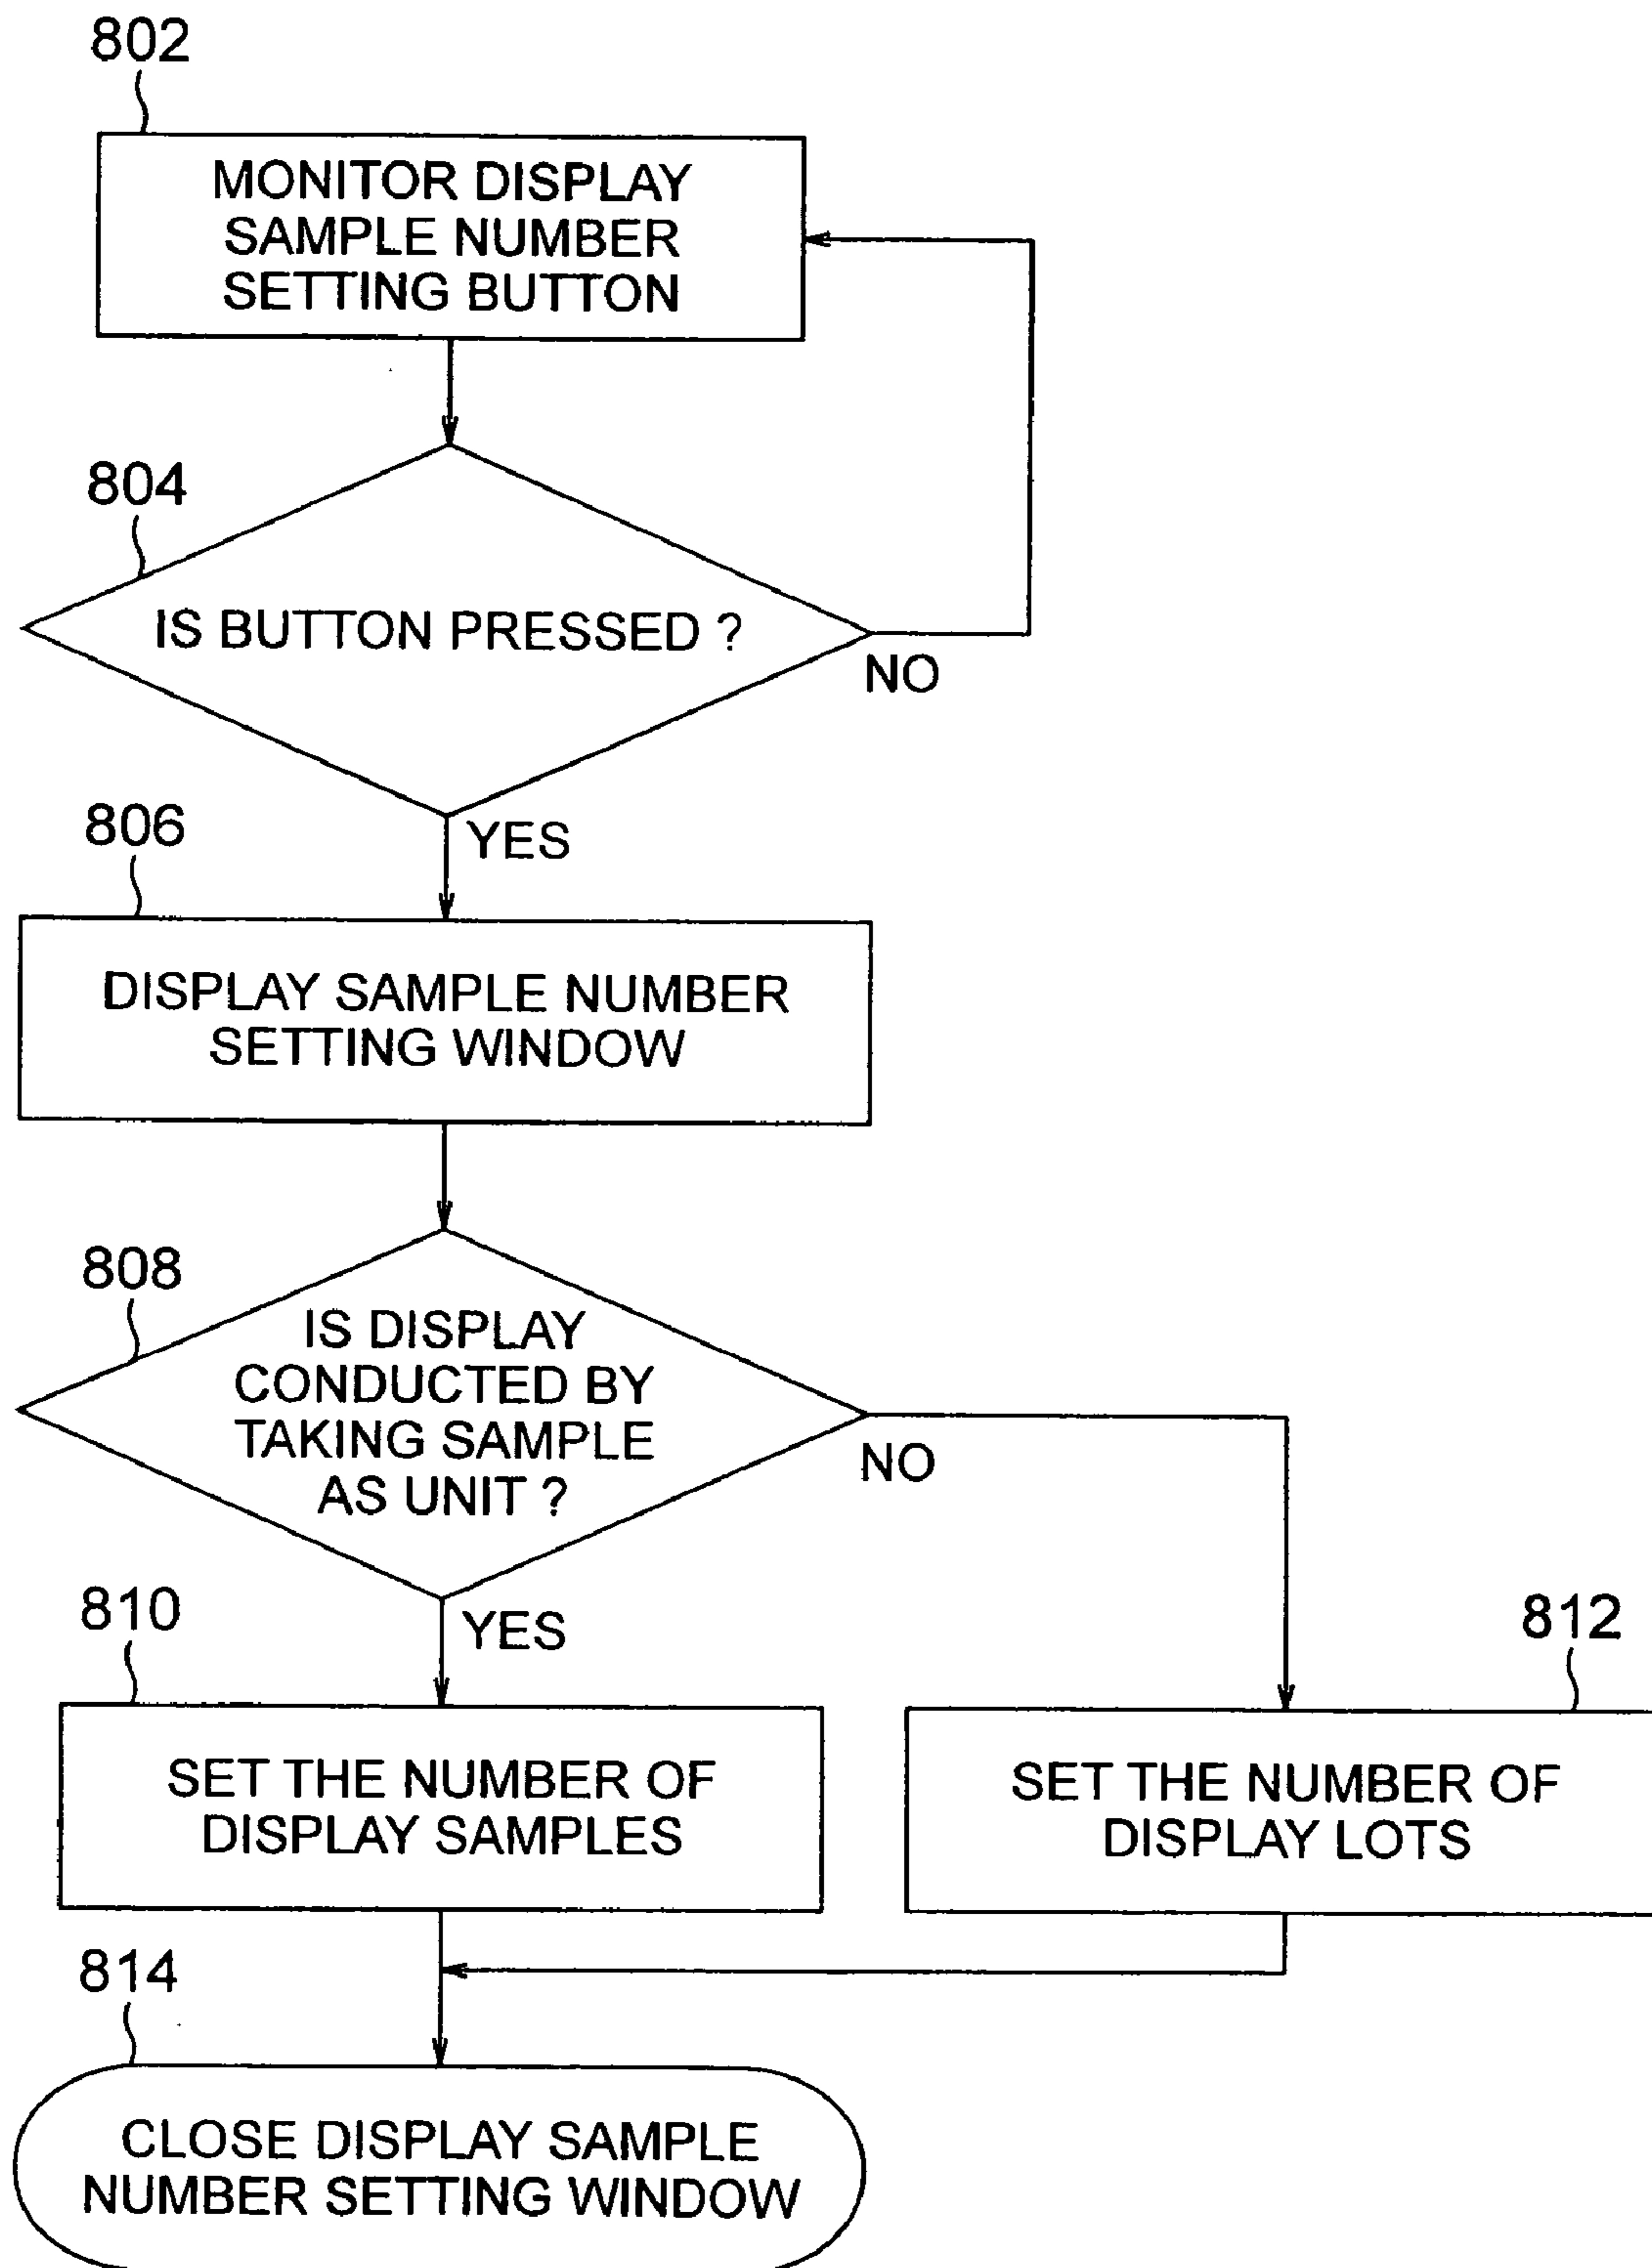 802
MONITOR DISPLAY
SAMPLE NUMBER
SETTING BUTTON
804
IS BUTTON PRESSED ?
NO
YES
806
DISPLAY SAMPLE NUMBER
SETTING WINDOW
808
IS DISPLAY
CONDUCTED BY
TAKING SAMPLE
AS UNIT ?
NO
YES
810
SET THE NUMBER OF
DISPLAY SAMPLES
812
SET THE NUMBER OF
DISPLAY LOTS
814
CLOSE DISPLAY SAMPLE
NUMBER SETTING WINDOW